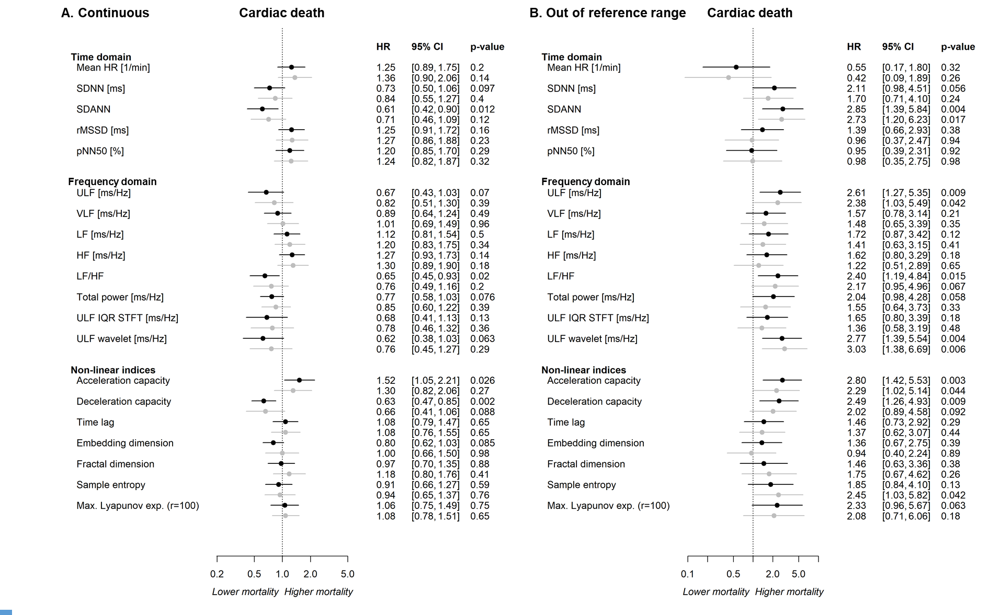 A. Continuous
Cardiac death
HR 95% CI p-value
Time domain
Mean HR [1/min] 1.25 [0.89, 1.75] 0.2
1.36 [0.90, 2.06] 0.14
SDNN [ms] 0.73 [0.50, 1.06] 0.097
0.84 [0.55, 1.27] 0.4
SDANN 0.61 [0.42, 0.90] 0.012
0.71 [0.46, 1.09] 0.12
rMSSD [ms] 1.25 [0.91, 1.72] 0.16
1.27 [0.86, 1.88] 0.23
pNN50 [%] 1.20 [0.85, 1.70] 0.29
1.24 [0.82, 1.87] 0.32
Frequency domain
ULF [ms/Hz] 0.67 [0.43, 1.03] 0.07
0.82 [0.51, 1.30] 0.39
VLF [ms/Hz] 0.89 [0.64, 1.24] 0.49
1.01 [0.69, 1.49] 0.96
LF [ms/Hz] 1.12 [0.81, 1.54] 0.5
1.20 [0.83, 1.75] 0.34
HF [ms/Hz] 1.27 [0.93, 1.73] 0.14
1.30 [0.89, 1.90] 0.18
LF/HF 0.65 [0.45, 0.93] 0.02
0.76 [0.49, 1.16] 0.2
Total power [ms/Hz] 0.77 [0.58, 1.03] 0.076
0.85 [0.60, 1.22] 0.39
ULF IQR STFT [ms/Hz] 0.68 [0.41, 1.13] 0.13
0.78 [0.46, 1.32] 0.36
ULF wavelet [ms/Hz] 0.62 [0.38, 1.03] 0.063
0.76 [0.45, 1.27] 0.29
Non-linear indices
Acceleration capacity 1.52 [1.05, 2.21] 0.026
1.30 [0.82, 2.06] 0.27
Deceleration capacity 0.63 [0.47, 0.85] 0.002
0.66 [0.41, 1.06] 0.088
Time lag 1.08 [0.79, 1.47] 0.65
1.08 [0.76, 1.55] 0.65
Embedding dimension 0.80 [0.62, 1.03] 0.085
1.00 [0.66, 1.50] 0.98
Fractal dimension 0.97 [0.70, 1.35] 0.88
1.18 [0.80, 1.76] 0.41
Sample entropy 0.91 [0.66, 1.27] 0.59
0.94 [0.65, 1.37] 0.76
Max. Lyapunov exp. (r=100) 1.06 [0.75, 1.49] 0.75
1.08 [0.78, 1.51] 0.65
0.2 0.5 1.0 2.0 5.0
Lower mortality Higher mortality
B. Out of reference range
Cardiac death
HR 95% CI p-value
Time domain
Mean HR [1/min] 0.55 [0.17, 1.80] 0.32
0.42 [0.09, 1.89] 0.26
SDNN [ms] 2.11 [0.98, 4.51] 0.056
1.70 [0.71, 4.10] 0.24
SDANN 2.85 [1.39, 5.84] 0.004
2.73 [1.20, 6.23] 0.017
rMSSD [ms] 1.39 [0.66, 2.93] 0.38
0.96 [0.37, 2.47] 0.94
pNN50 [%] 0.95 [0.39, 2.31] 0.92
0.98 [0.35, 2.75] 0.98
Frequency domain
ULF [ms/Hz] 2.61 [1.27, 5.35] 0.009
2.38 [1.03, 5.49] 0.042
VLF [ms/Hz] 1.57 [0.78, 3.14] 0.21
1.48 [0.65, 3.39] 0.35
LF [ms/Hz] 1.72 [0.87, 3.42] 0.12
1.41 [0.63, 3.15] 0.41
HF [ms/Hz] 1.62 [0.80, 3.29] 0.18
1.22 [0.51, 2.89] 0.65
LF/HF 2.40 [1.19, 4.84] 0.015
2.17 [0.95, 4.96] 0.067
Total power [ms/Hz] 2.04 [0.98, 4.28] 0.058
1.55 [0.64, 3.73] 0.33
ULF IQR STFT [ms/Hz] 1.65 [0.80, 3.39] 0.18
1.36 [0.58, 3.19] 0.48
ULF wavelet [ms/Hz] 2.77 [1.39, 5.54] 0.004
3.03 [1.38, 6.69] 0.006
Non-linear indices
Acceleration capacity 2.80 [1.42, 5.53] 0.003
2.29 [1.02, 5.14] 0.044
Deceleration capacity 2.49 [1.26, 4.93] 0.009
2.02 [0.89, 4.58] 0.092
Time lag 1.46 [0.73, 2.92] 0.29
1.37 [0.62, 3.07] 0.44
Embedding dimension 1.36 [0.67, 2.75] 0.39
0.94 [0.40, 2.24] 0.89
Fractal dimension 1.46 [0.63, 3.36] 0.38
1.75 [0.67, 4.62] 0.26
Sample entropy 1.85 [0.84, 4.10] 0.13
2.45 [1.03, 5.82] 0.042
Max. Lyapunov exp. (r=100) 2.33 [0.96, 5.67] 0.063
2.08 [0.71, 6.06] 0.18
0.1 0.5 2.0 5.0
Lower mortality Higher mortality